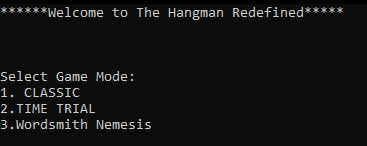 ******Welcome to The Hangman Redefined*****
Select Game Mode:
1. CLASSIC
2.TIME TRIAL
3.Wordsmith Nemesis